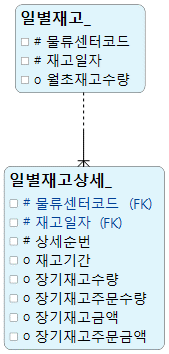 일별재고_
# 물류센터코드
# 재고일자
o 월초재고수량
일별재고상세_
# 물류센터코드 (FK)
# 재고일자 (FK)
# 상세순번
o 재고기간
o 장기재고수량
o 장기재고주문수량
o 장기재고금액
o 장기재고주문금액